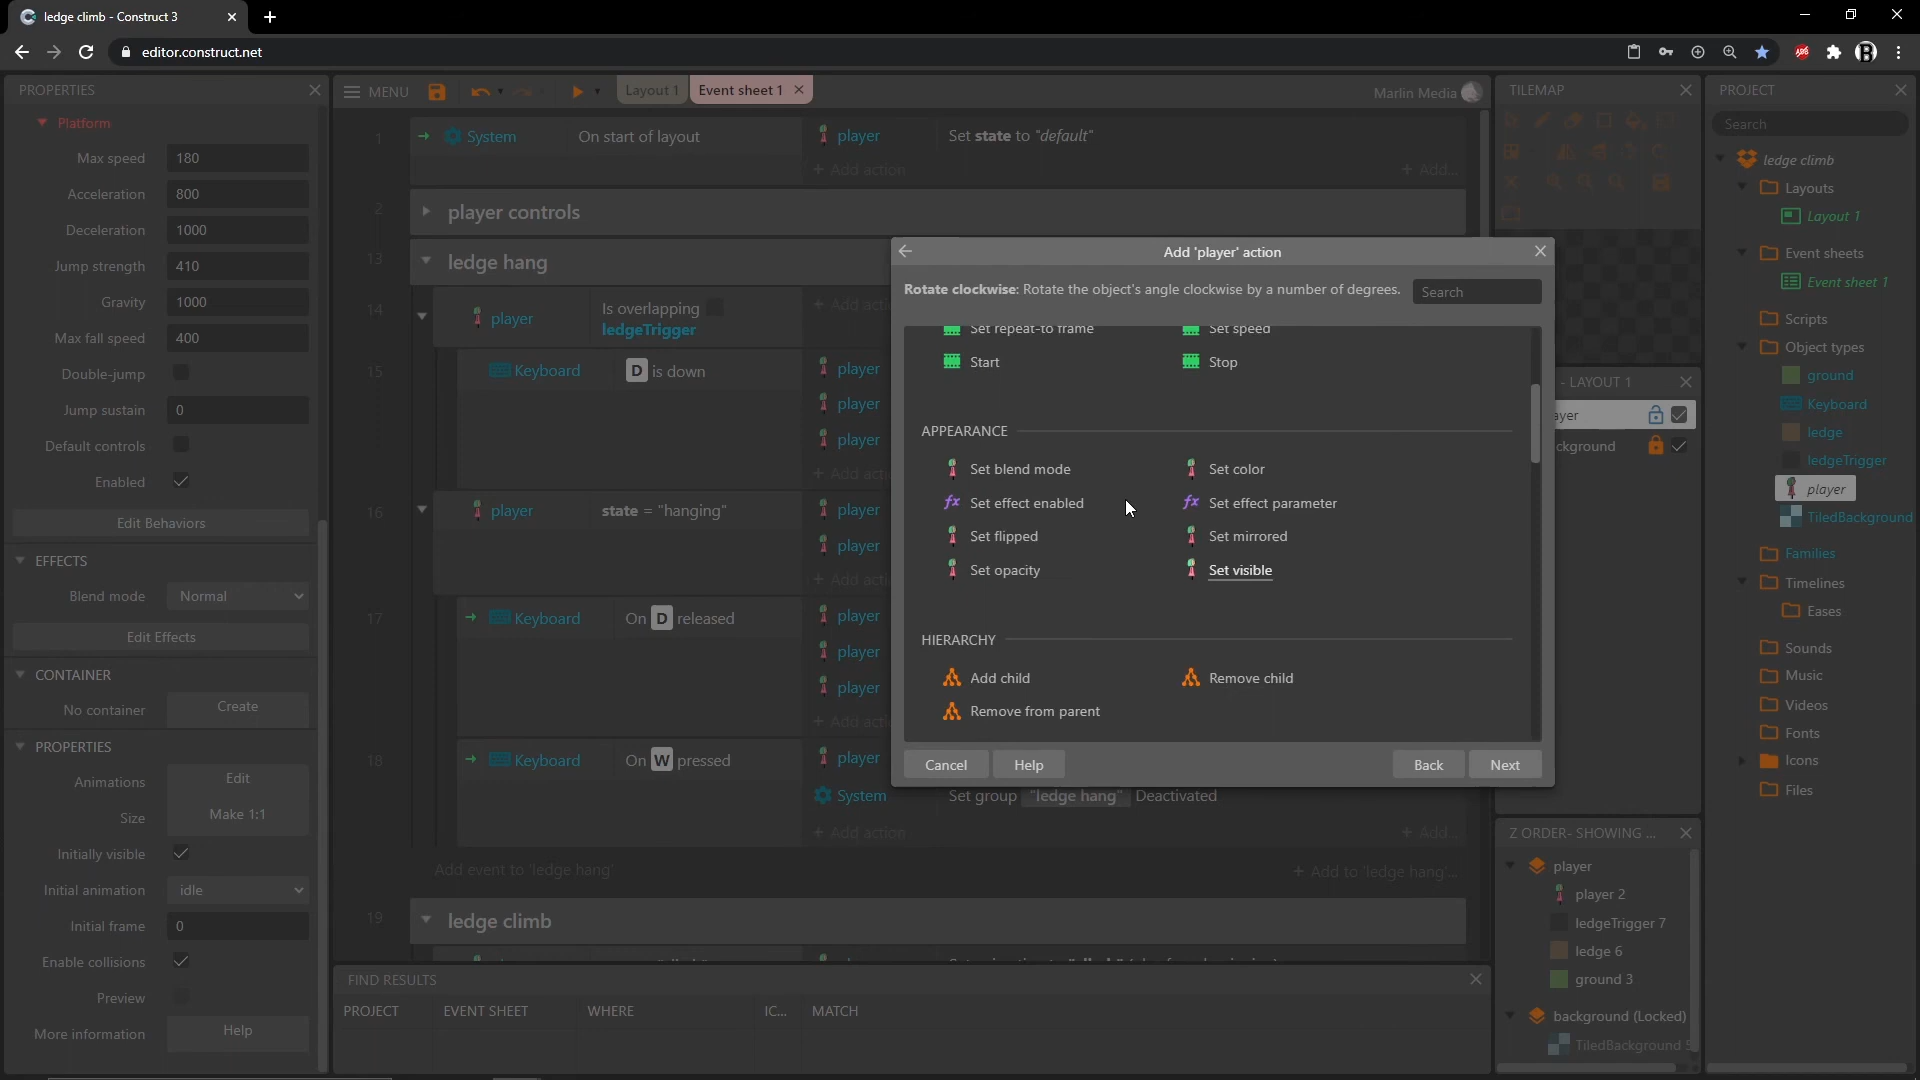 ledge climb - Construct 3
editor.construct.net
PROPERTIES
Platform
Max speed 180
Acceleration 800
Deceleration 1000
Jump strength 410
Gravity 1000
Max fall speed 400
Double-jump
Jump sustain 0
Default controls
Enabled
Edit Behaviors
EFFECTS
Blend mode Normal
Edit Effects
CONTAINER
No container Create
PROPERTIES
Animations Edit
Size Make 1:1
Initially visible
Initial animation idle
Initial frame 0
Enable collisions
Preview
More information Help
MENU
Layout 1
Event sheet 1
Marlin Media
1 System On start of layout player Set state to "default"
+ Add action + Add...
2 player controls
13 ledge hang
14 player Is overlapping
ledgeTrigger
+ Add acti
15 Keyboard D is down player
player
player
+ Add acti
16 player state = "hanging" player
player
+ Add acti
17 Keyboard On D released player
player
player
+ Add acti
18 Keyboard On W pressed player
System Set group "ledge hang" Deactivated
+ Add action + Add...
Add event to 'ledge hang' + Add to 'ledge hang'...
19 ledge climb
FIND RESULTS
PROJECT EVENT SHEET WHERE IC... MATCH
Add 'player' action
Rotate clockwise: Rotate the object's angle clockwise by a number of degrees.
Search
Set repeat-to frame Set speed
Start Stop
APPEARANCE
Set blend mode Set color
Set effect enabled Set effect parameter
Set flipped Set mirrored
Set opacity Set visible
HIERARCHY
Add child Remove child
Remove from parent
Cancel Help Back Next
TILEMAP
- LAYOUT 1
ayer
ckground
Z ORDER- SHOWING ...
player
player 2
ledgeTrigger 7
ledge 6
ground 3
background (Locked)
TiledBackground 5
PROJECT
Search
ledge climb
Layouts
Layout 1
Event sheets
Event sheet 1
Scripts
Object types
ground
Keyboard
ledge
ledgeTrigger
player
TiledBackground
Families
Timelines
Eases
Sounds
Music
Videos
Fonts
Icons
Files